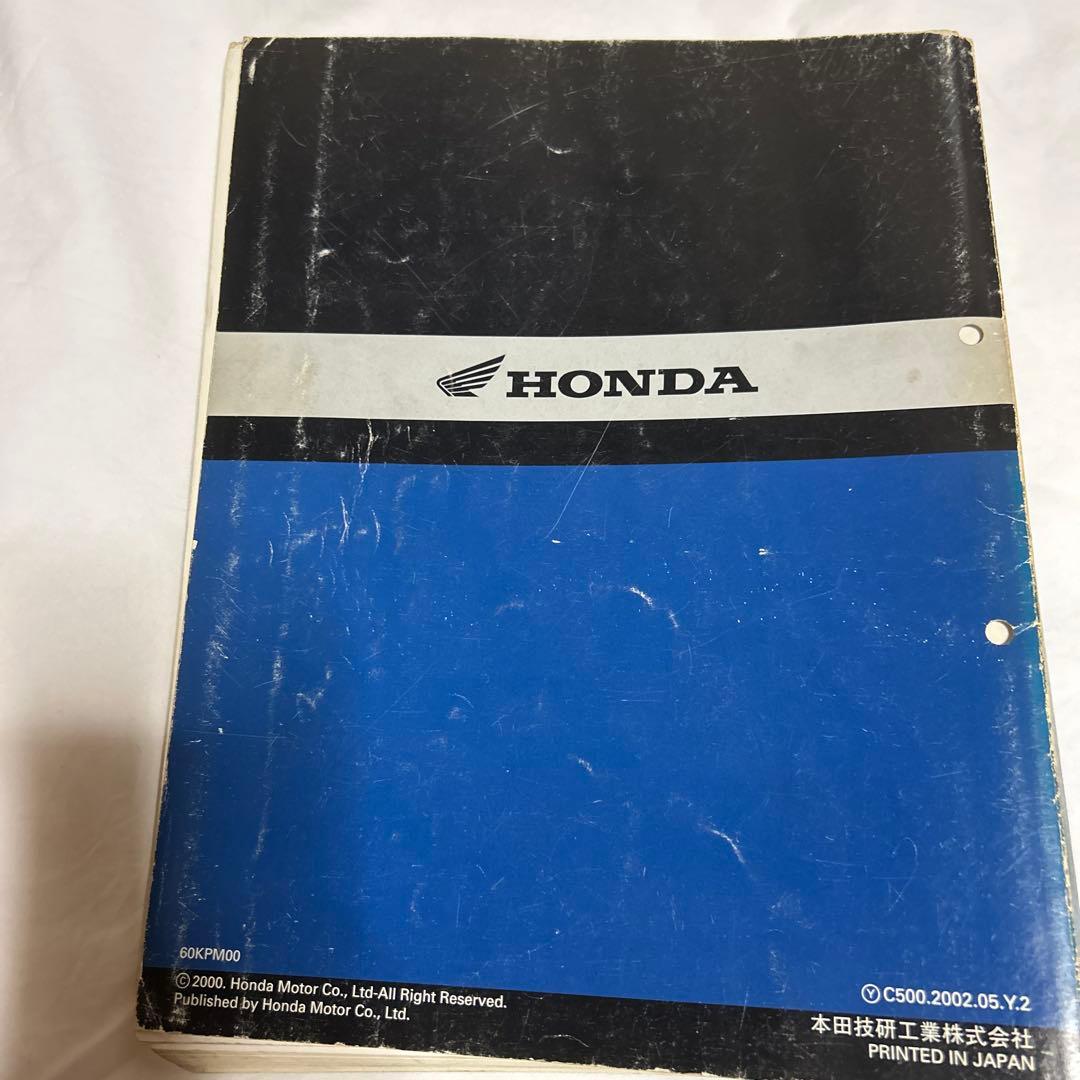 HONDA
60KPM00
©2000. Honda Motor Co., Ltd-All Right Reserved.
Published by Honda Motor Co., Ltd.
Ⓨ C500.2002.05.Y.2
本田技研工業株式会社
PRINTED IN JAPAN